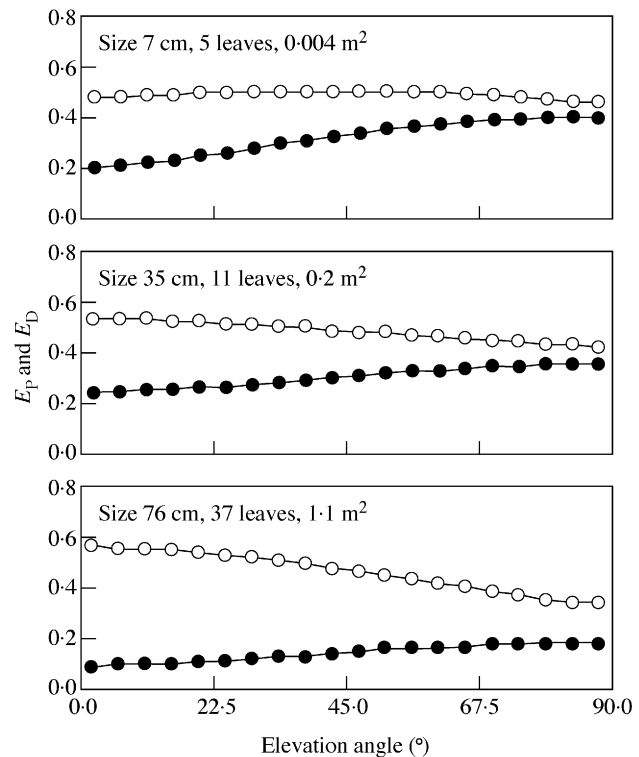 0·8
Size 7 cm, 5 leaves, 0·004 m²
0·6
0·4
0·2
0·0
0·8
Size 35 cm, 11 leaves, 0·2 m²
0·6
0·4
0·2
0·0
E_P and E_D
0·8
Size 76 cm, 37 leaves, 1·1 m²
0·6
0·4
0·2
0·0
0·0 22·5 45·0 67·5 90·0
Elevation angle (°)